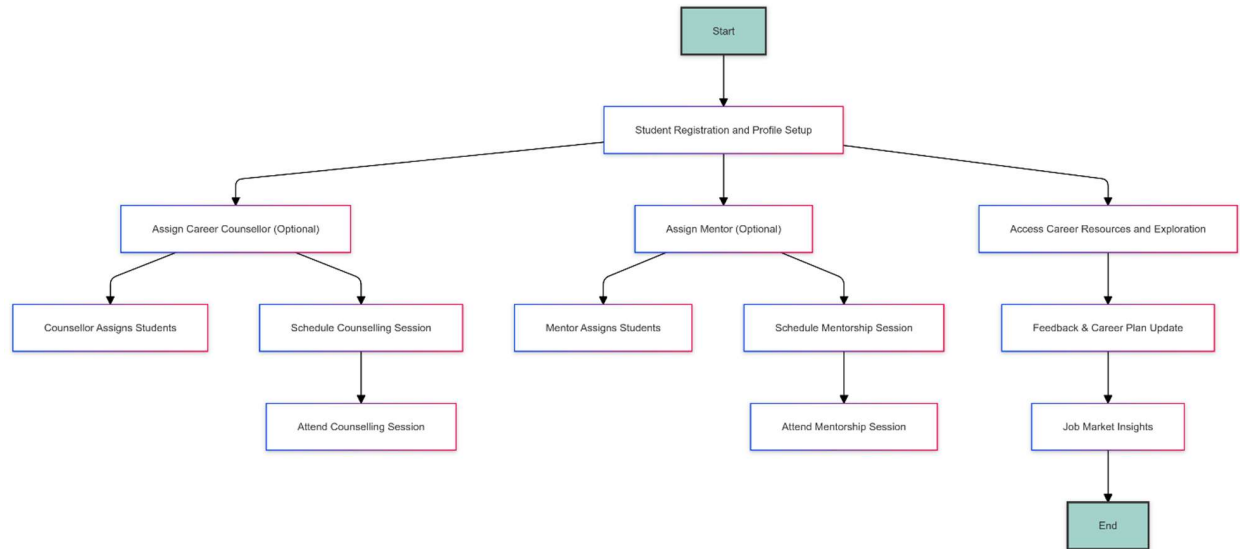 Start
Student Registration and Profile Setup
Assign Career Counsellor (Optional)
Assign Mentor (Optional)
Access Career Resources and Exploration
Counsellor Assigns Students
Schedule Counselling Session
Mentor Assigns Students
Schedule Mentorship Session
Feedback & Career Plan Update
Attend Counselling Session
Attend Mentorship Session
Job Market Insights
End